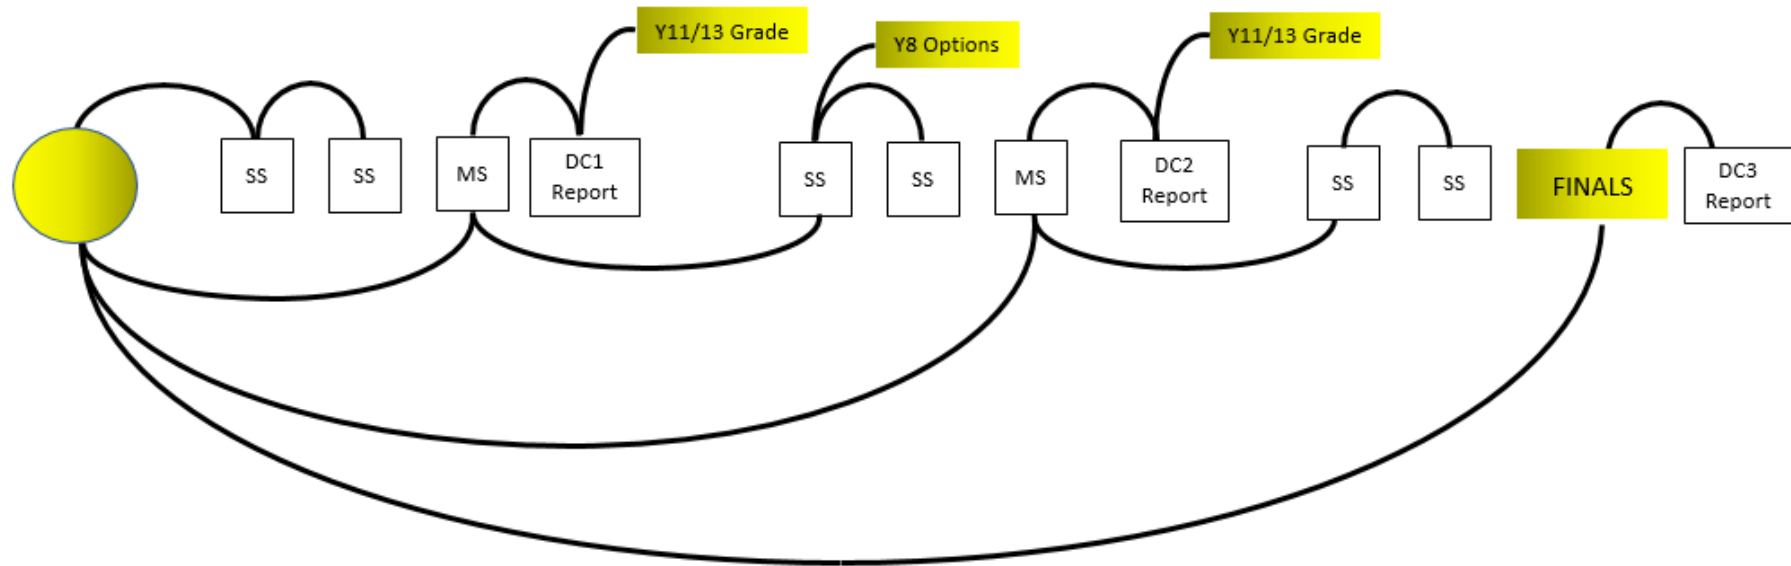 Y11/13 Grade
Y8 Options
Y11/13 Grade
SS
SS
MS
DC1
Report
SS
SS
MS
DC2
Report
SS
SS
FINALS
DC3
Report